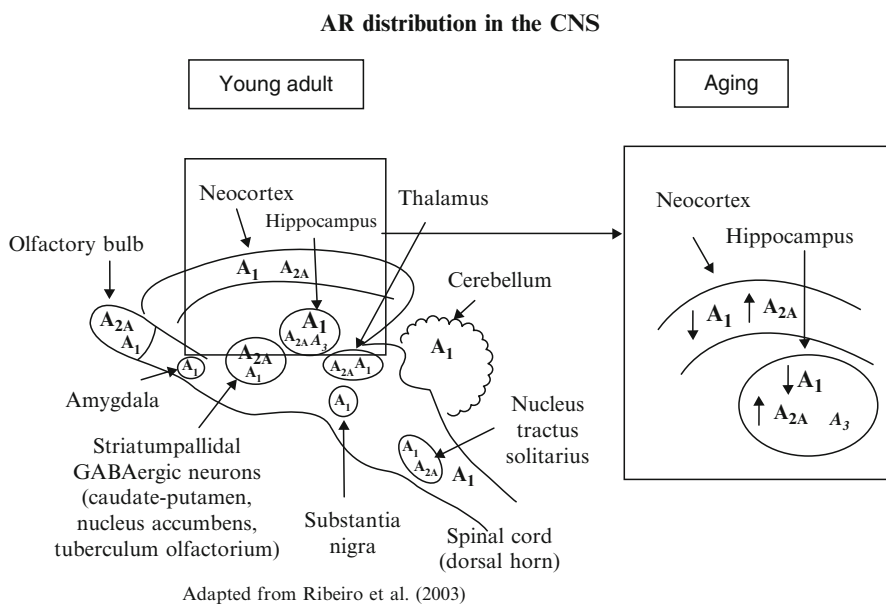 AR distribution in the CNS
Young adult
Aging
Neocortex
Hippocampus
Thalamus
Olfactory bulb
Cerebellum
A1 A2A
A2A
A1
A1
A2A A3
A2A
A1
A2A A1
A1
A1
A1
Amygdala
Striatumpallidal
GABAergic neurons
(caudate-putamen,
nucleus accumbens,
tuberculum olfactorium)
Substantia
nigra
A1
A2A
Nucleus
tractus
solitarius
A1
Spinal cord
(dorsal horn)
Neocortex
Hippocampus
↓ A1 ↑ A2A
↓ A1
↑ A2A A3
Adapted from Ribeiro et al. (2003)